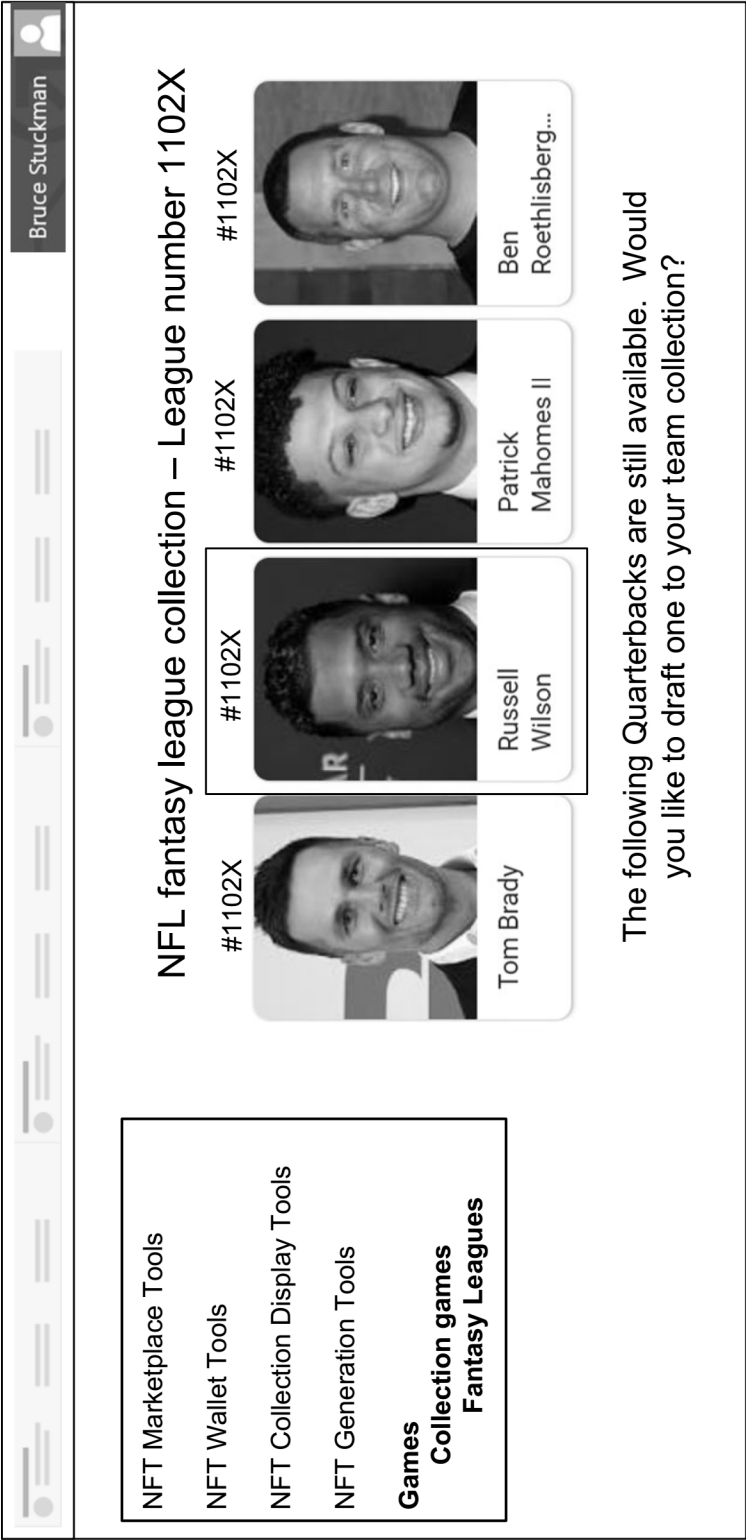 Bruce Stuckman
NFT Marketplace Tools
NFT Wallet Tools
NFT Collection Display Tools
NFT Generation Tools
Games
Collection games
Fantasy Leagues
NFL fantasy league collection – League number 1102X
#1102X
#1102X
#1102X
#1102X
AR
Tom Brady
Russell
Wilson
Patrick
Mahomes II
Ben
Roethlisberg...
The following Quarterbacks are still available. Would
you like to draft one to your team collection?